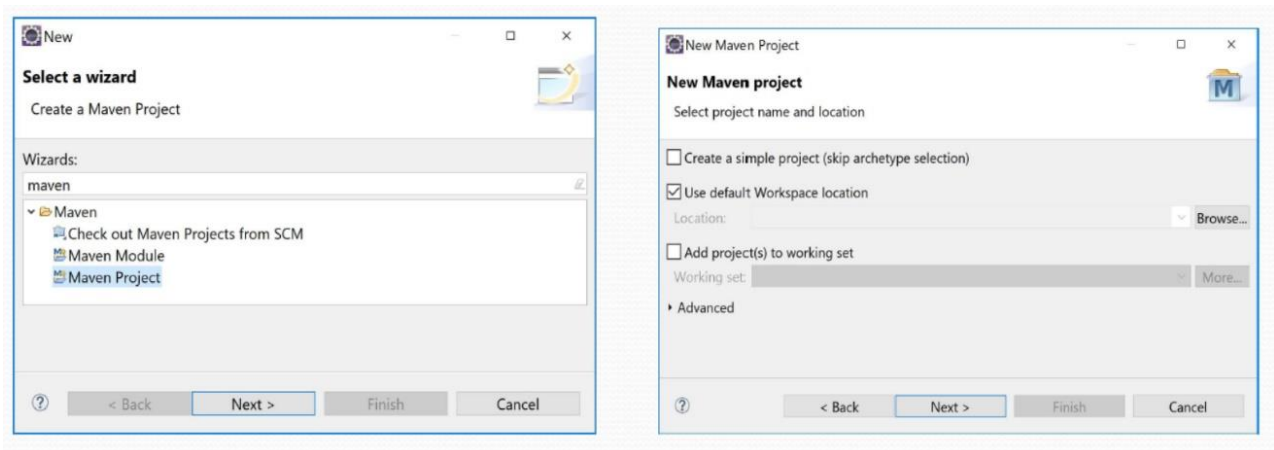 New
Select a wizard
Create a Maven Project
Wizards:
maven
Maven
Check out Maven Projects from SCM
Maven Module
Maven Project
< Back Next > Finish Cancel
New Maven Project
New Maven project
Select project name and location
Create a simple project (skip archetype selection)
Use default Workspace location
Location: Browse...
Add project(s) to working set
Working set: More...
Advanced
< Back Next > Finish Cancel